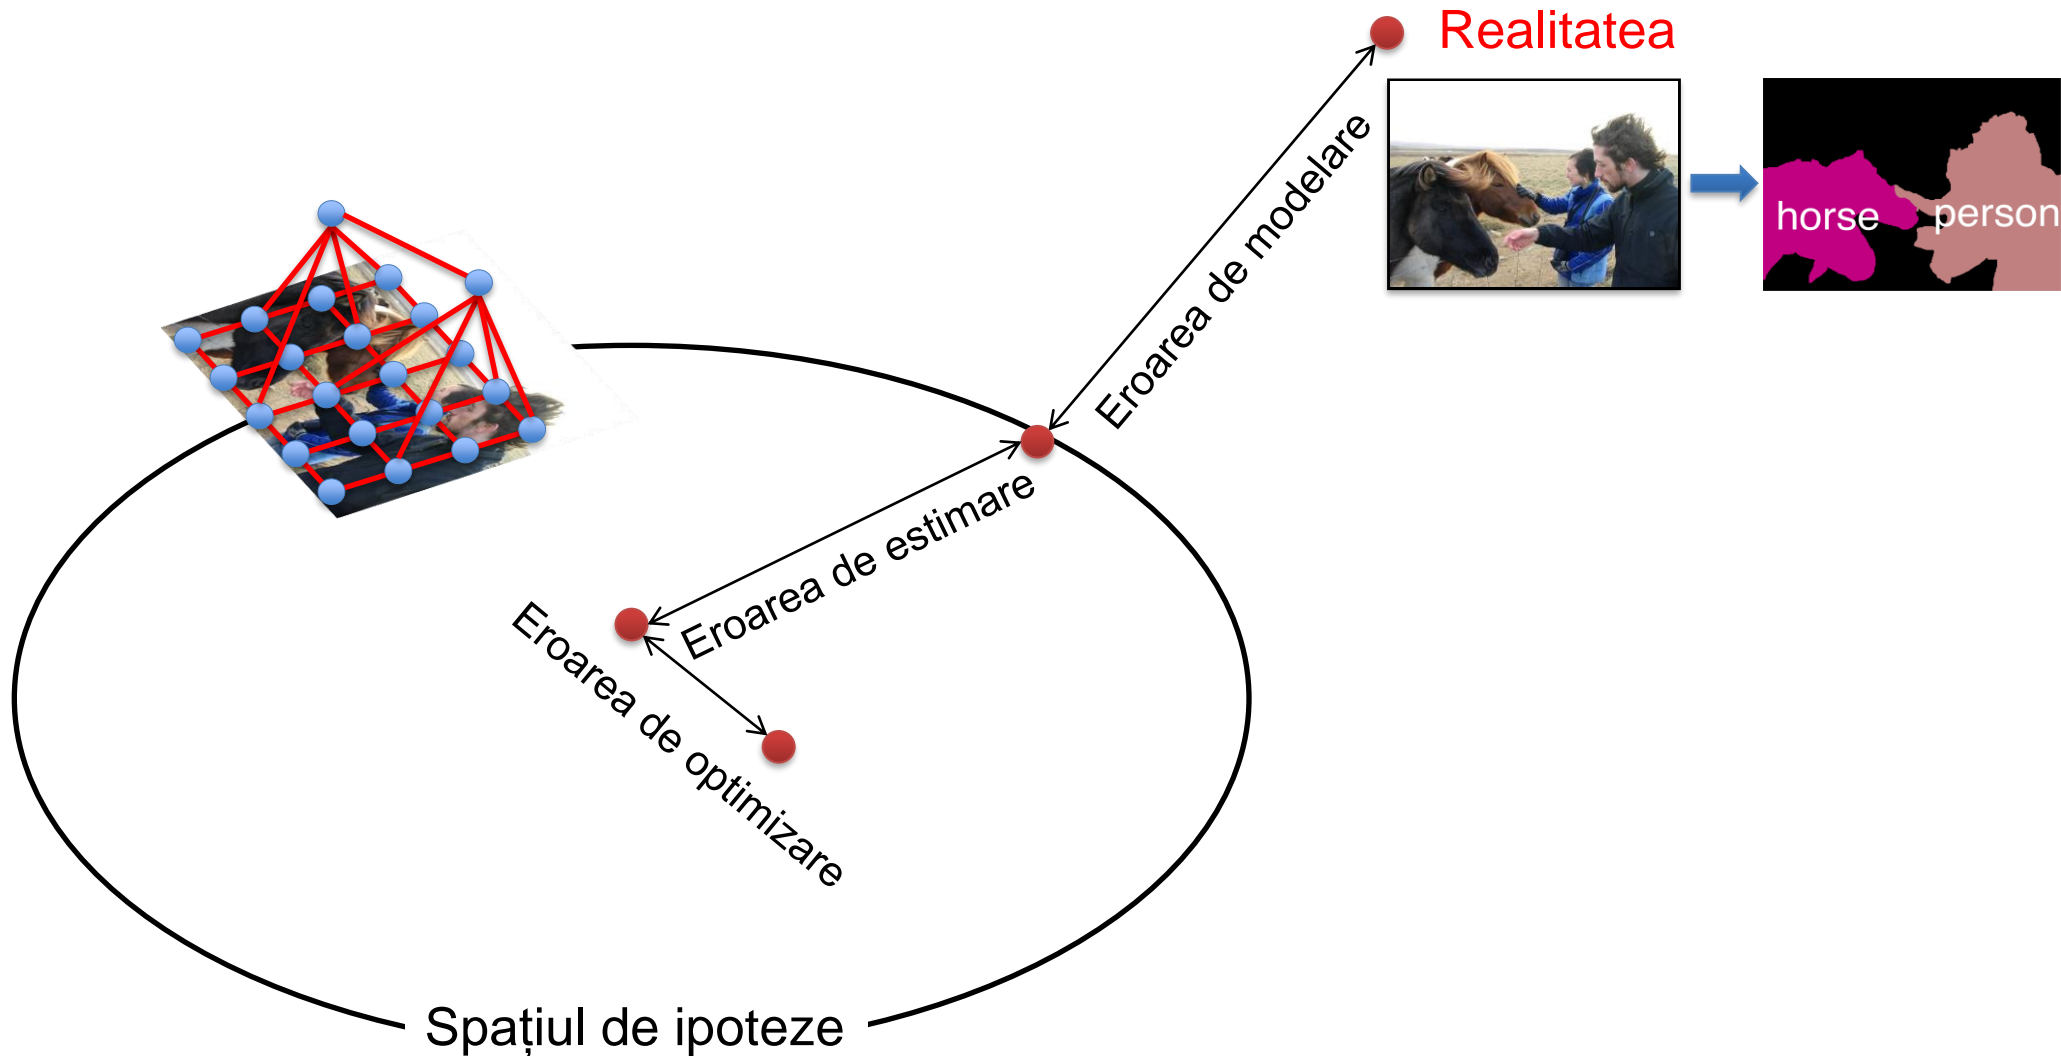 Realitatea
horse
person
Eroarea de modelare
Eroarea de estimare
Eroarea de optimizare
Spațiul de ipoteze